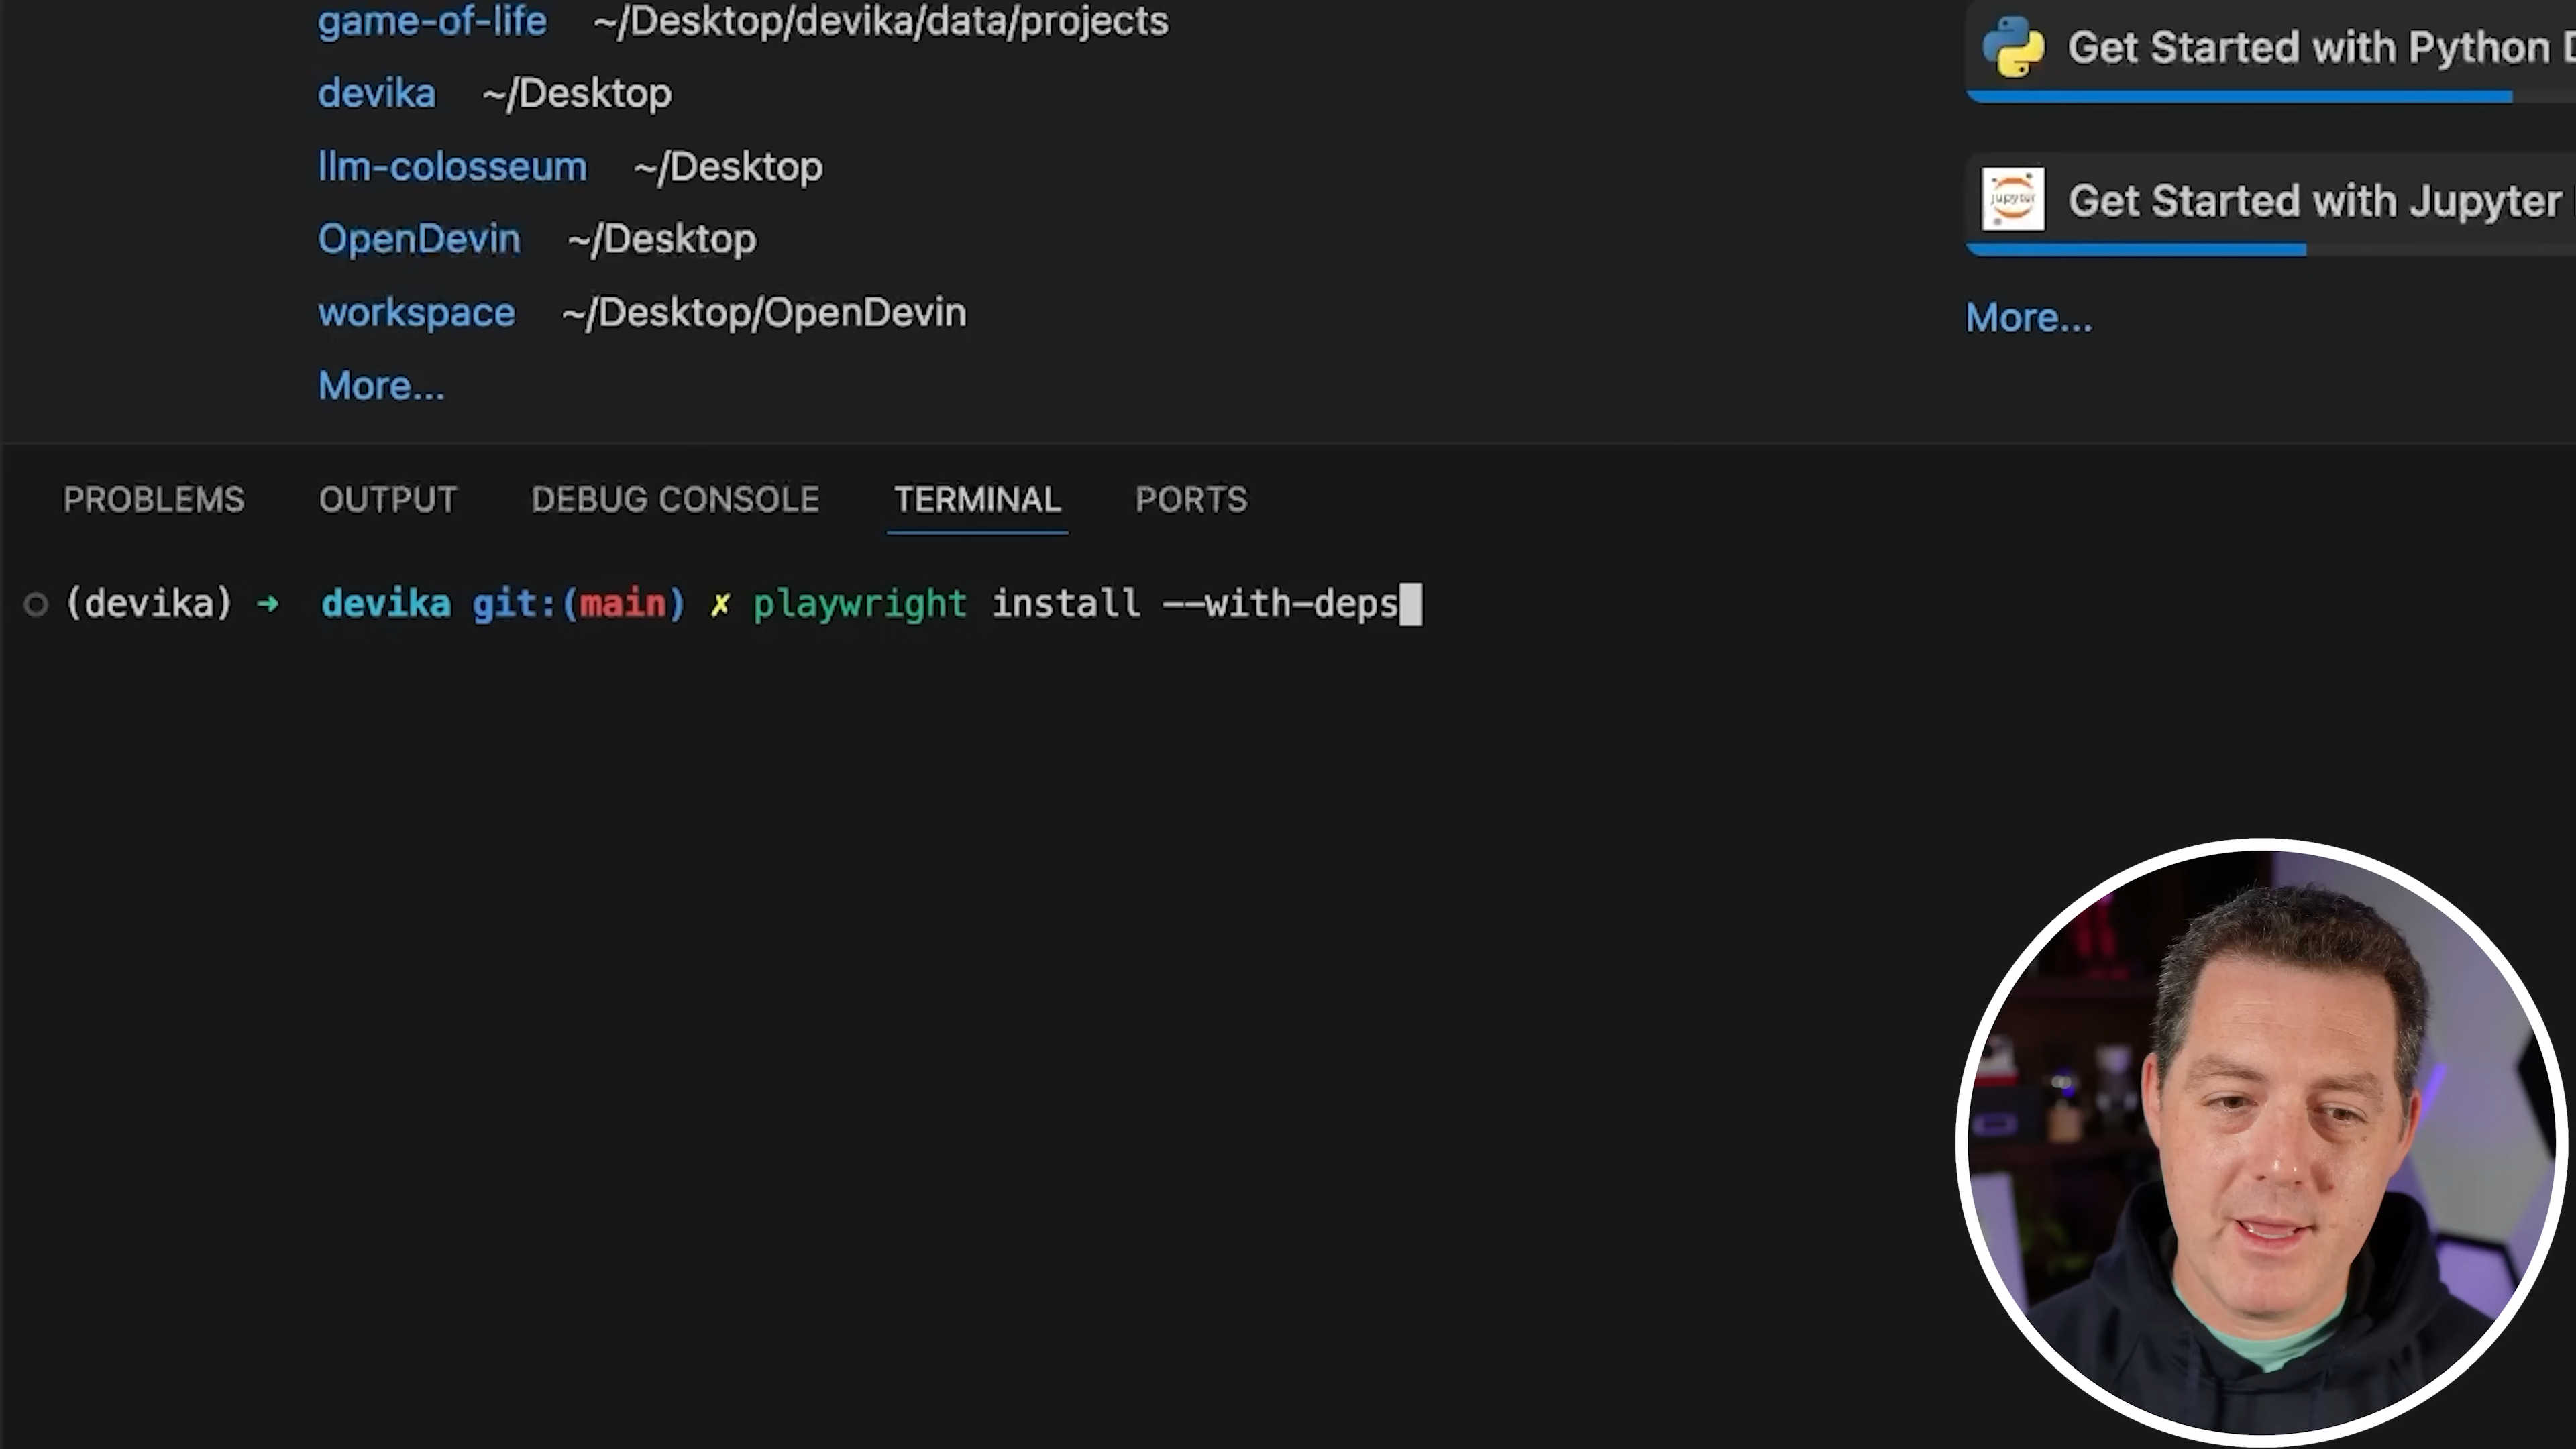 game-of-life ~/Desktop/devika/data/projects
devika ~/Desktop
llm-colosseum ~/Desktop
OpenDevin ~/Desktop
workspace ~/Desktop/OpenDevin
More...
Get Started with Python D
jupyter
Get Started with Jupyter
More...
PROBLEMS OUTPUT DEBUG CONSOLE TERMINAL PORTS
(devika) ➜ devika git:(main) ✗ playwright install --with-deps